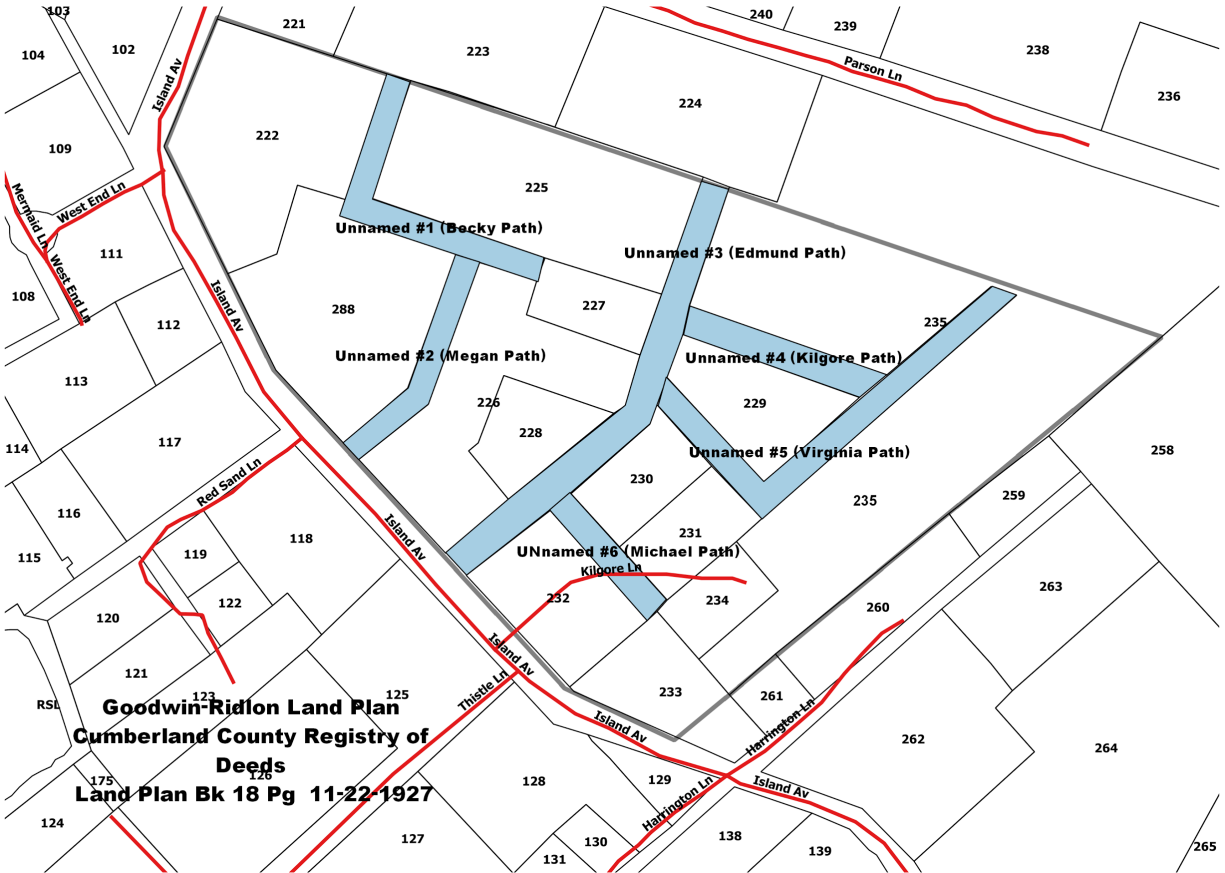 103
221
240
239
102
104
223
238
Parson Ln
Island Av
236
224
222
109
225
Mermaid Ln
West End Ln
Unnamed #1 (Becky Path)
111
Unnamed #3 (Edmund Path)
West End Ln
108
Island Av
288
227
235
112
Unnamed #2 (Megan Path)
Unnamed #4 (Kilgore Path)
113
226
229
228
117
114
Unnamed #5 (Virginia Path)
258
Red Sand Ln
230
235
259
116
Island Av
231
118
119
115
UNnamed #6 (Michael Path)
Kilgore Ln
263
122
232
234
260
120
Island Av
121
Thistle Ln
233
123
125
261
RSL
Goodwin-Ridlon Land Plan
Cumberland County Registry of
Deeds
Land Plan Bk 18 Pg 11-22-1927
Island Av
Harrington Ln
262
264
126
175
128
129
Island Av
Harrington Ln
124
127
130
138
131
139
265